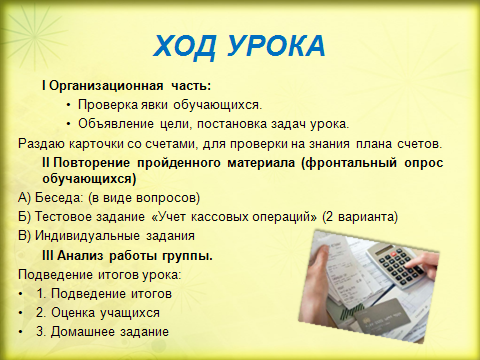 ХОД УРОКА
I Организационная часть:
• Проверка явки обучающихся.
• Объявление цели, постановка задач урока.
Раздаю карточки со счетами, для проверки на знания плана счетов.
II Повторение пройденного материала (фронтальный опрос
обучающихся)
А) Беседа: (в виде вопросов)
Б) Тестовое задание «Учет кассовых операций» (2 варианта)
В) Индивидуальные задания
III Анализ работы группы.
Подведение итогов урока:
• 1. Подведение итогов
• 2. Оценка учащихся
• 3. Домашнее задание